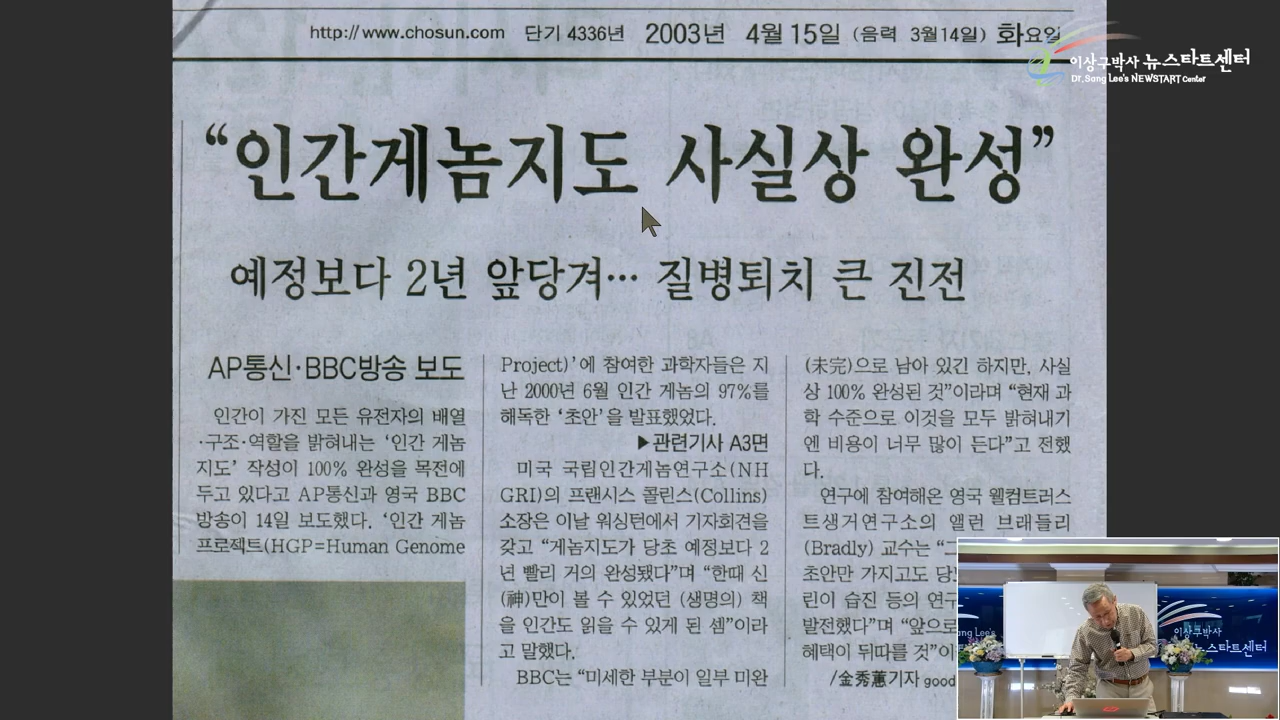 http://www.chosun.com 단기 4336년 2003년 4월 15일 (음력 3월14일) 화요일
이상구박사 뉴스타트센터
Dr. Sang Lee's NEWSTART Center
“인간게놈지도 사실상 완성”
예정보다 2년 앞당겨… 질병퇴치 큰 진전
AP통신·BBC방송 보도
인간이 가진 모든 유전자의 배열
·구조·역할을 밝혀내는 ‘인간 게놈
지도’ 작성이 100% 완성을 목전에
두고 있다고 AP통신과 영국 BBC
방송이 14일 보도했다. ‘인간 게놈
프로젝트(HGP=Human Genome
Project)’에 참여한 과학자들은 지
난 2000년 6월 인간 게놈의 97%를
해독한 ‘초안’을 발표했었다.
▶관련기사 A3면
미국 국립인간게놈연구소(NH
GRI)의 프랜시스 콜린스(Collins)
소장은 이날 워싱턴에서 기자회견을
갖고 “게놈지도가 당초 예정보다 2
년 빨리 거의 완성됐다”며 “한때 신
(神)만이 볼 수 있었던 (생명의) 책
을 인간도 읽을 수 있게 된 셈”이라
고 말했다.
BBC는 “미세한 부분이 일부 미완
(未完)으로 남아 있긴 하지만, 사실
상 100% 완성된 것”이라며 “현재 과
학 수준으로 이것을 모두 밝혀내기
엔 비용이 너무 많이 든다”고 전했
다.
연구에 참여해온 영국 웰컴트러스
트생거연구소의 앨런 브래들리
(Bradly) 교수는 “그
초안만 가지고도 당
린이 습진 등의 연구
발전했다”며 “앞으로
혜택이 뒤따를 것”이
/金秀蕙기자 good
ang Lee's
이상구박사
뉴스타트센터